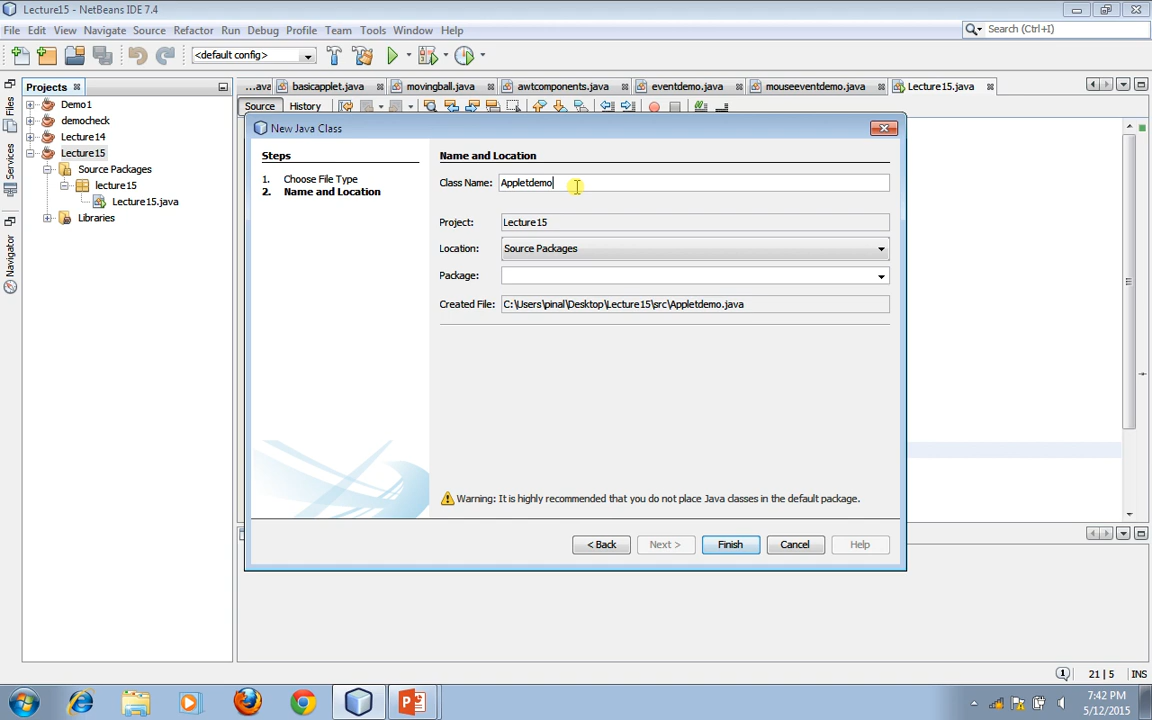 Lecture15 - NetBeans IDE 7.4
File Edit View Navigate Source Refactor Run Debug Profile Team Tools Window Help
Search (Ctrl+I)
<default config>
Projects
...ava basicapplet.java movingball.java awtcomponents.java eventdemo.java mouseeventdemo.java Lecture15.java
Source History
Files
Services
Navigator
Demo1
democheck
Lecture14
Lecture15
Source Packages
lecture15
Lecture15.java
Libraries
New Java Class
Steps
1. Choose File Type
2. Name and Location
Name and Location
Class Name: Appletdemo
Project: Lecture15
Location: Source Packages
Package:
Created File: C:\Users\pinal\Desktop\Lecture15\src\Appletdemo.java
Warning: It is highly recommended that you do not place Java classes in the default package.
< Back Next > Finish Cancel Help
1 21 | 5 INS
7:42 PM
5/12/2015